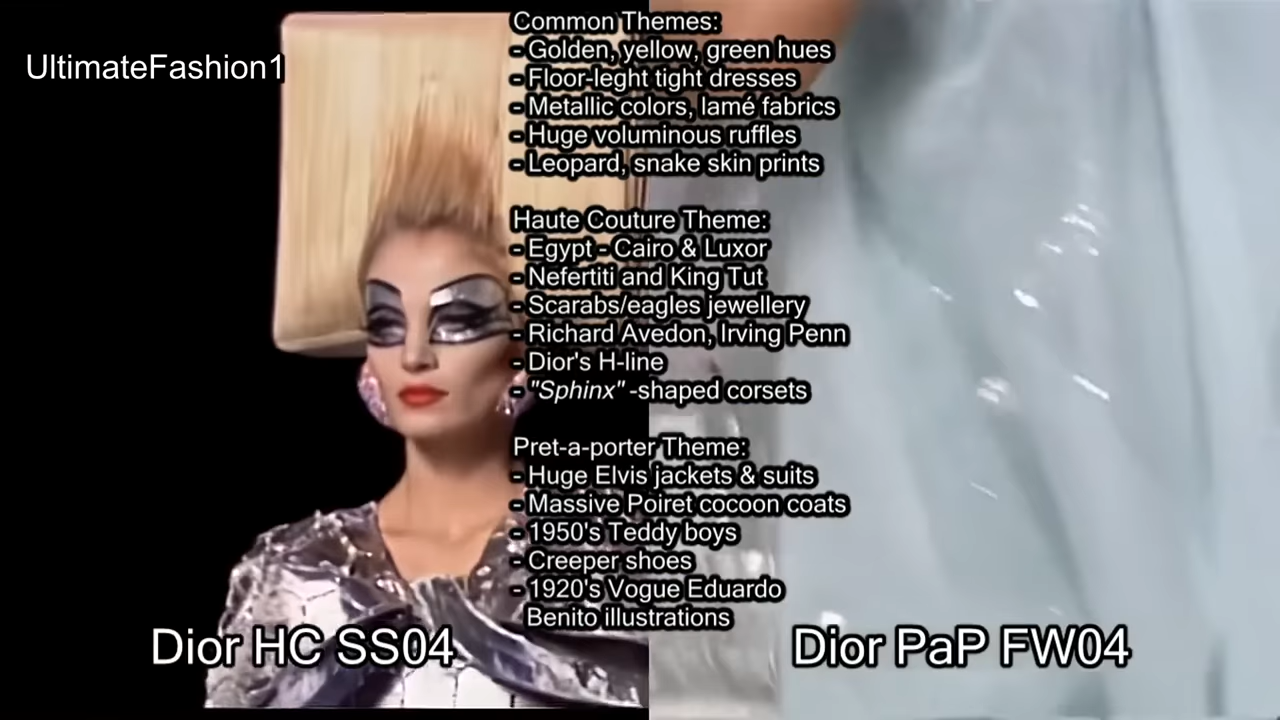 UltimateFashion1
Common Themes:
- Golden, yellow, green hues
- Floor-leght tight dresses
- Metallic colors, lamé fabrics
- Huge voluminous ruffles
- Leopard, snake skin prints
Haute Couture Theme:
- Egypt - Cairo & Luxor
- Nefertiti and King Tut
- Scarabs/eagles jewellery
- Richard Avedon, Irving Penn
- Dior's H-line
- "Sphinx" -shaped corsets
Pret-a-porter Theme:
- Huge Elvis jackets & suits
- Massive Poiret cocoon coats
- 1950's Teddy boys
- Creeper shoes
- 1920's Vogue Eduardo
Benito illustrations
Dior HC SS04
Dior PaP FW04